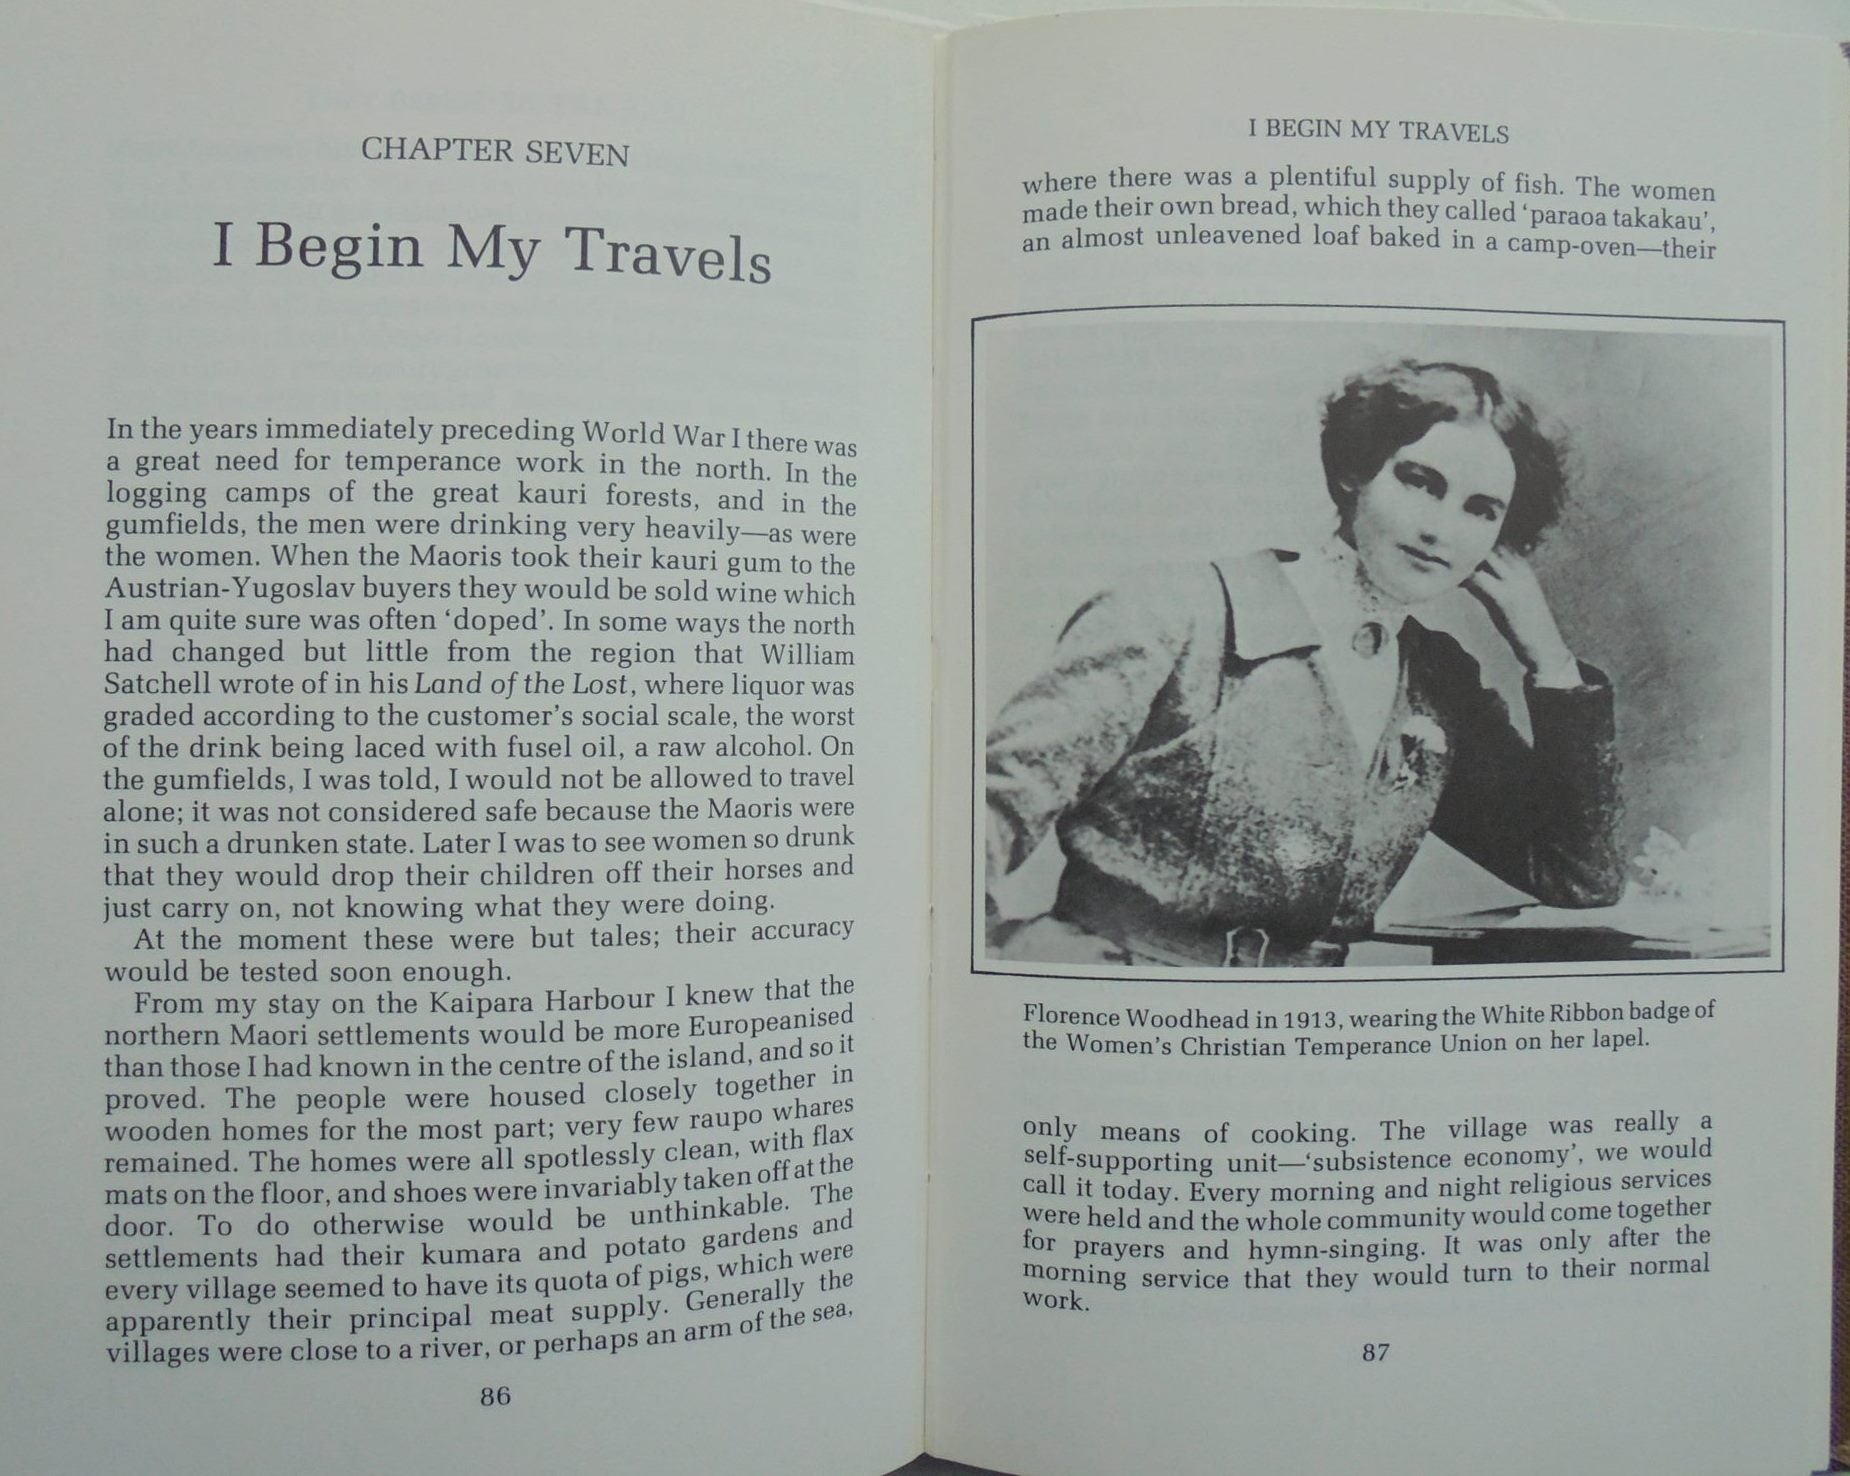 CHAPTER SEVEN
I Begin My Travels
In the years immediately preceding World War I there was
a great need for temperance work in the north. In the
logging camps of the great kauri forests, and in the
gumfields, the men were drinking very heavily—as were
the women. When the Maoris took their kauri gum to the
Austrian-Yugoslav buyers they would be sold wine which
I am quite sure was often ‘doped’. In some ways the north
had changed but little from the region that William
Satchell wrote of in his Land of the Lost, where liquor was
graded according to the customer’s social scale, the worst
of the drink being laced with fusel oil, a raw alcohol. On
the gumfields, I was told, I would not be allowed to travel
alone; it was not considered safe because the Maoris were
in such a drunken state. Later I was to see women so drunk
that they would drop their children off their horses and
just carry on, not knowing what they were doing.
At the moment these were but tales; their accuracy
would be tested soon enough.
From my stay on the Kaipara Harbour I knew that the
northern Maori settlements would be more Europeanised
than those I had known in the centre of the island, and so it
proved. The people were housed closely together in
wooden homes for the most part; very few raupo whares
remained. The homes were all spotlessly clean, with flax
mats on the floor, and shoes were invariably taken off at the
door. To do otherwise would be unthinkable. The
settlements had their kumara and potato gardens and
every village seemed to have its quota of pigs, which were
apparently their principal meat supply. Generally the
villages were close to a river, or perhaps an arm of the sea,
86
I BEGIN MY TRAVELS
where there was a plentiful supply of fish. The women
made their own bread, which they called ‘paraoa takakau’,
an almost unleavened loaf baked in a camp-oven—their
Florence Woodhead in 1913, wearing the White Ribbon badge of
the Women’s Christian Temperance Union on her lapel.
only means of cooking. The village was really a
self-supporting unit—‘subsistence economy’, we would
call it today. Every morning and night religious services
were held and the whole community would come together
for prayers and hymn-singing. It was only after the
morning service that they would turn to their normal
work.
87